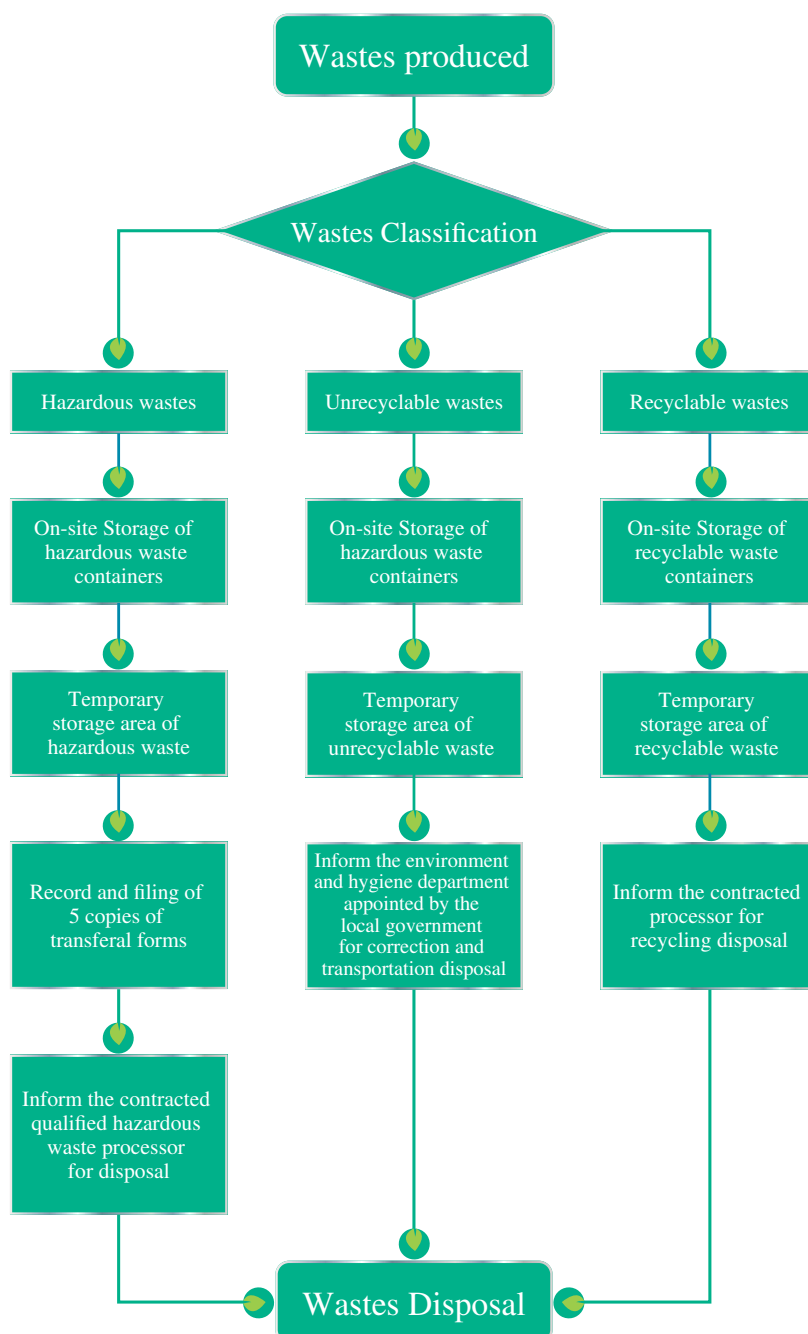 Wastes produced
Wastes Classification
Hazardous wastes
Unrecyclable wastes
Recyclable wastes
On-site Storage of
hazardous waste
containers
On-site Storage of
hazardous waste
containers
On-site Storage of
recyclable waste
containers
Temporary
storage area of
hazardous waste
Temporary
storage area of
unrecyclable waste
Temporary
storage area of
recyclable waste
Record and filing of
5 copies of
transferal forms
Inform the environment
and hygiene department
appointed by the
local government
for correction and
transportation disposal
Inform the contracted
processor for
recycling disposal
Inform the contracted
qualified hazardous
waste processor
for disposal
Wastes Disposal